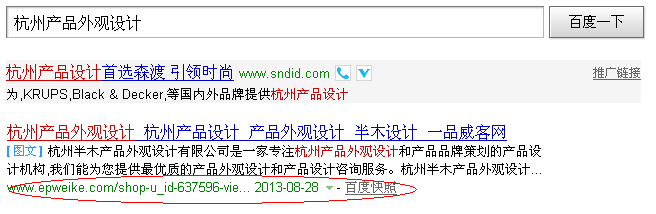 杭州产品外观设计 百度一下
杭州产品设计首选森渡 引领时尚 www.sndid.com 推广链接
为,KRUPS,Black & Decker,等国内外品牌提供杭州产品设计
杭州产品外观设计_杭州产品设计_产品外观设计_半木设计_一品威客网
[图文] 杭州半木产品外观设计有限公司是一家专注杭州产品外观设计和产品品牌策划的产品设
计机构,我们能为您提供最优质的产品外观设计和产品设计咨询服务。杭州半木产品外观设计...
www.epweike.com/shop-u_id-637596-vie... 2013-08-28 - 百度快照